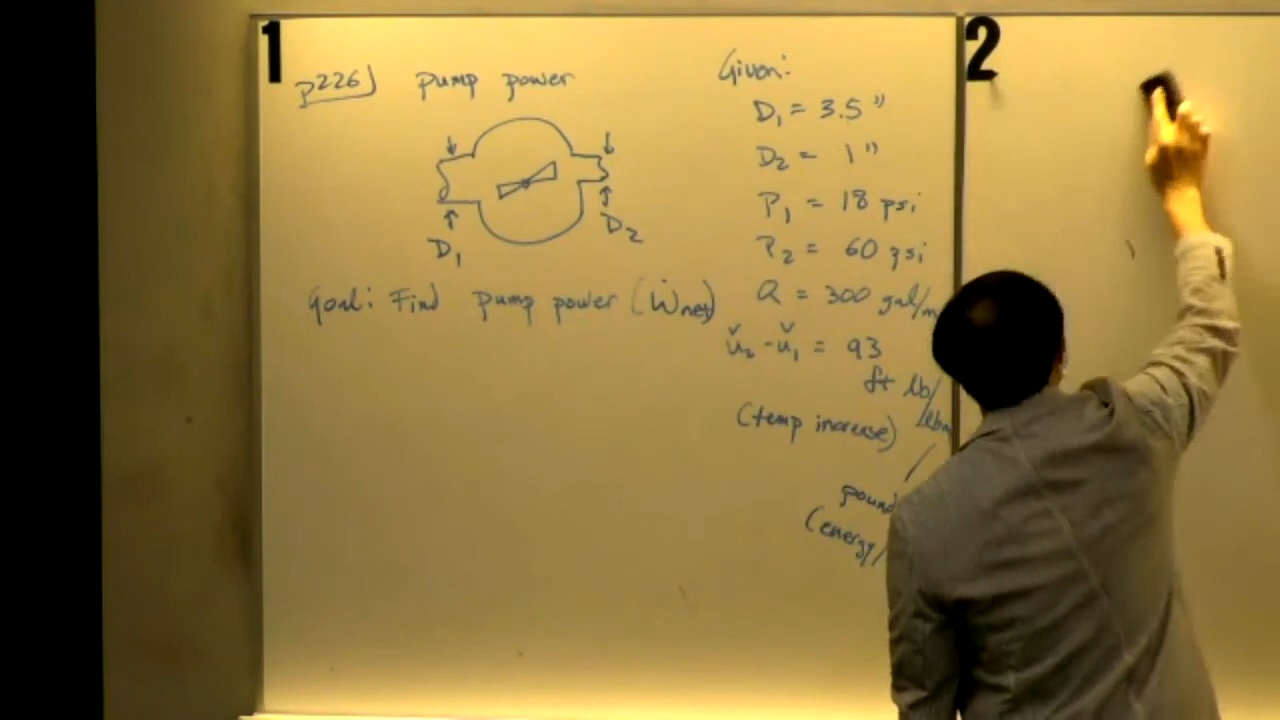 1
p226) pump power
D₁
D₂
Goal: Find pump power (Ẇnet)
Given:
D₁ = 3.5"
D₂ = 1"
P₁ = 18 psi
P₂ = 60 psi
Q = 300 gal/m
ǔ₂ - ǔ₁ = 93
ft lb/
lbm
(temp increase)
pound
(energy/
2